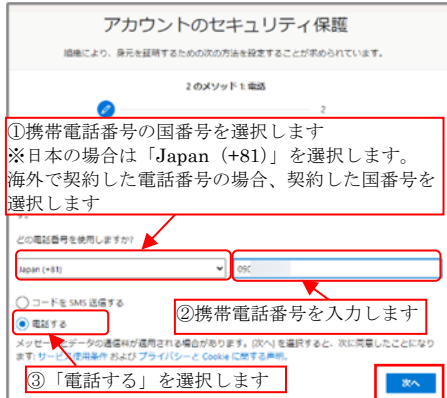 アカウントのセキュリティ保護
組織により、身元を証明するための次の方法を設定することが求められています。
2 のメソッド 1: 電話
2
①携帯電話番号の国番号を選択します
※日本の場合は「Japan（+81）」を選択します。
海外で契約した電話番号の場合、契約した国番号を
選択します
す。
どの電話番号を使用しますか?
Japan (+81)
090
コードを SMS 送信する
②携帯電話番号を入力します
電話する
メッセージとデータの通信料が適用される場合があります。[次へ] を選択すると、次に同意したことになり
ます: サービス使用条件 および プライバシーと Cookie に関する声明。
③「電話する」を選択します
次へ